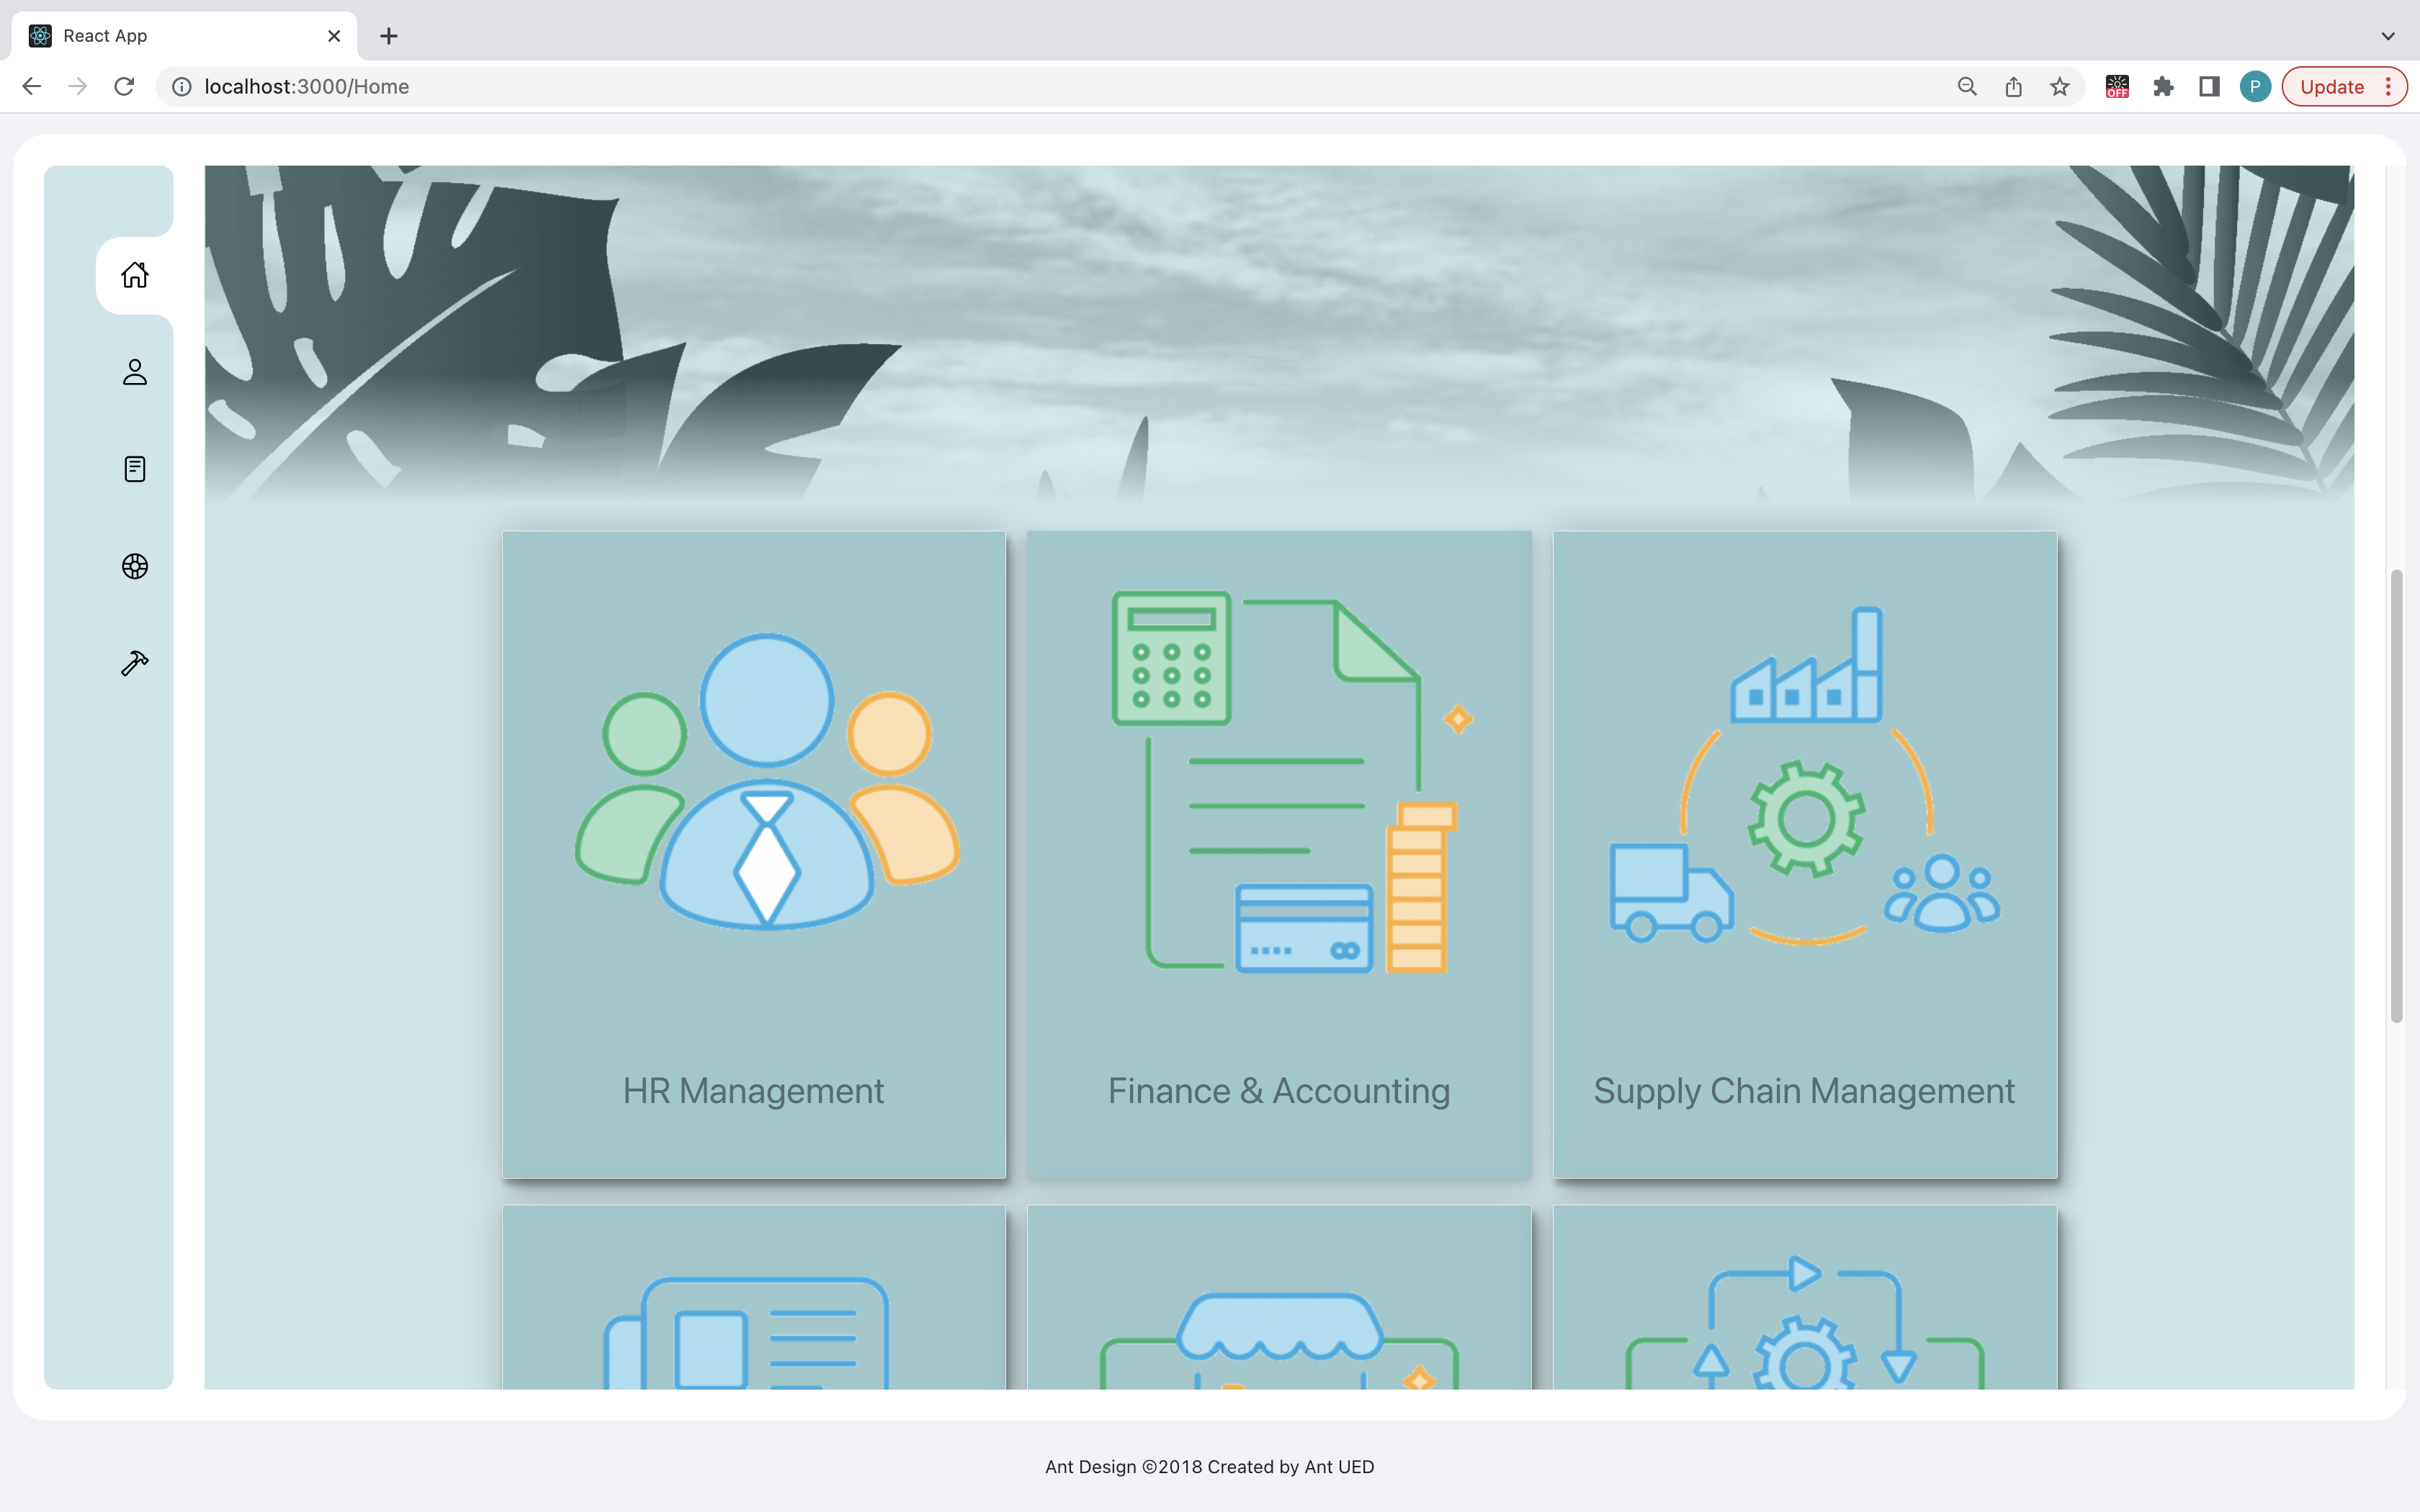 React App
localhost:3000/Home
OFF
P
Update
HR Management
Finance & Accounting
Supply Chain Management
Ant Design ©2018 Created by Ant UED